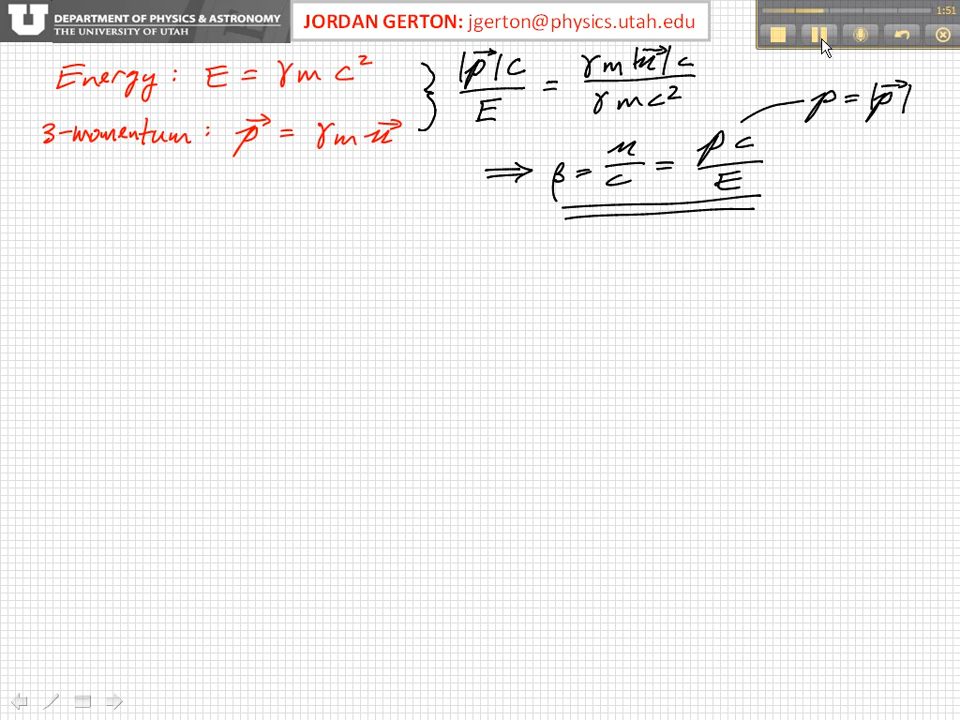 DEPARTMENT OF PHYSICS & ASTRONOMY
THE UNIVERSITY OF UTAH
JORDAN GERTON: jgerton@physics.utah.edu
1:51
Energy: E = γmc²
3-momentum: p⃗ = γm u⃗
} |p⃗|c / E = γm|u⃗|c / γmc²
p = |p⃗|
⟹ β = u/c = pc/E